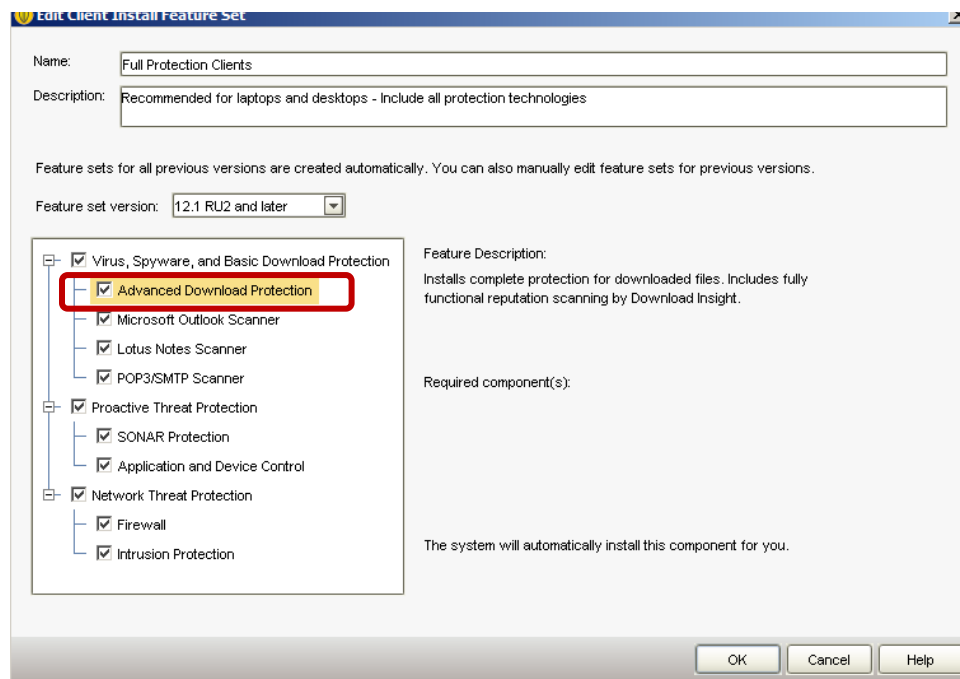 Edit Client Install Feature Set
Name:
Full Protection Clients
Description:
Recommended for laptops and desktops - Include all protection technologies
Feature sets for all previous versions are created automatically. You can also manually edit feature sets for previous versions.
Feature set version:
12.1 RU2 and later
Virus, Spyware, and Basic Download Protection
Advanced Download Protection
Microsoft Outlook Scanner
Lotus Notes Scanner
POP3/SMTP Scanner
Proactive Threat Protection
SONAR Protection
Application and Device Control
Network Threat Protection
Firewall
Intrusion Protection
Feature Description:
Installs complete protection for downloaded files. Includes fully
functional reputation scanning by Download Insight.
Required component(s):
The system will automatically install this component for you.
OK
Cancel
Help